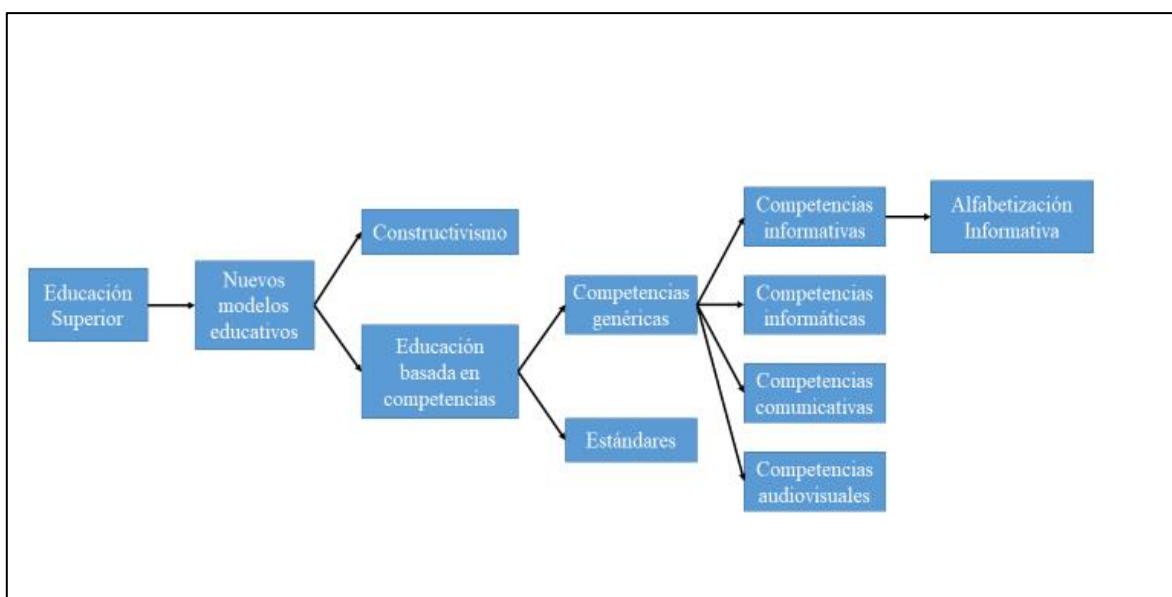 Educación
Superior
Nuevos
modelos
educativos
Constructivismo
Educación
basada en
competencias
Competencias
genéricas
Estándares
Competencias
informativas
Competencias
informáticas
Competencias
comunicativas
Competencias
audiovisuales
Alfabetización
Informativa